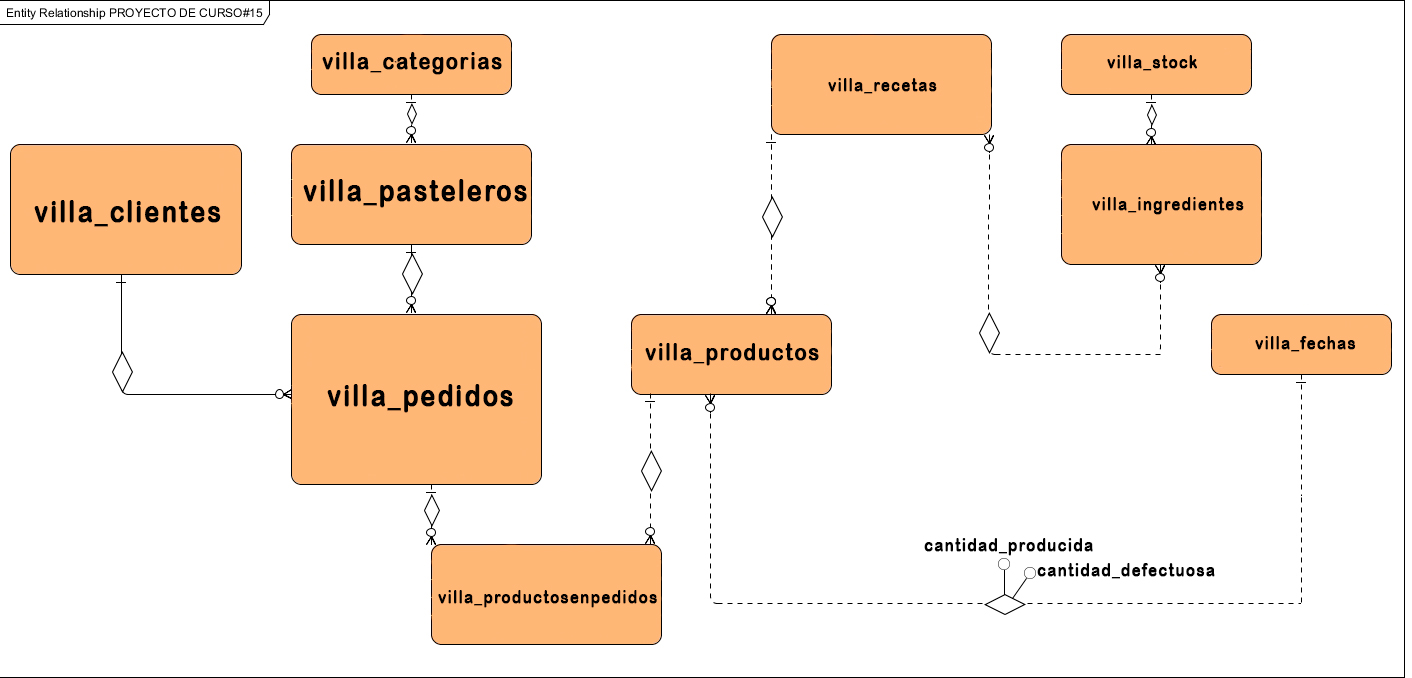 Entity Relationship PROYECTO DE CURSO#15
villa_categorias
villa_recetas
villa_stock
villa_clientes
villa_pasteleros
villa_ingredientes
villa_pedidos
villa_productos
villa_fechas
cantidad_producida
cantidad_defectuosa
villa_productosenpedidos